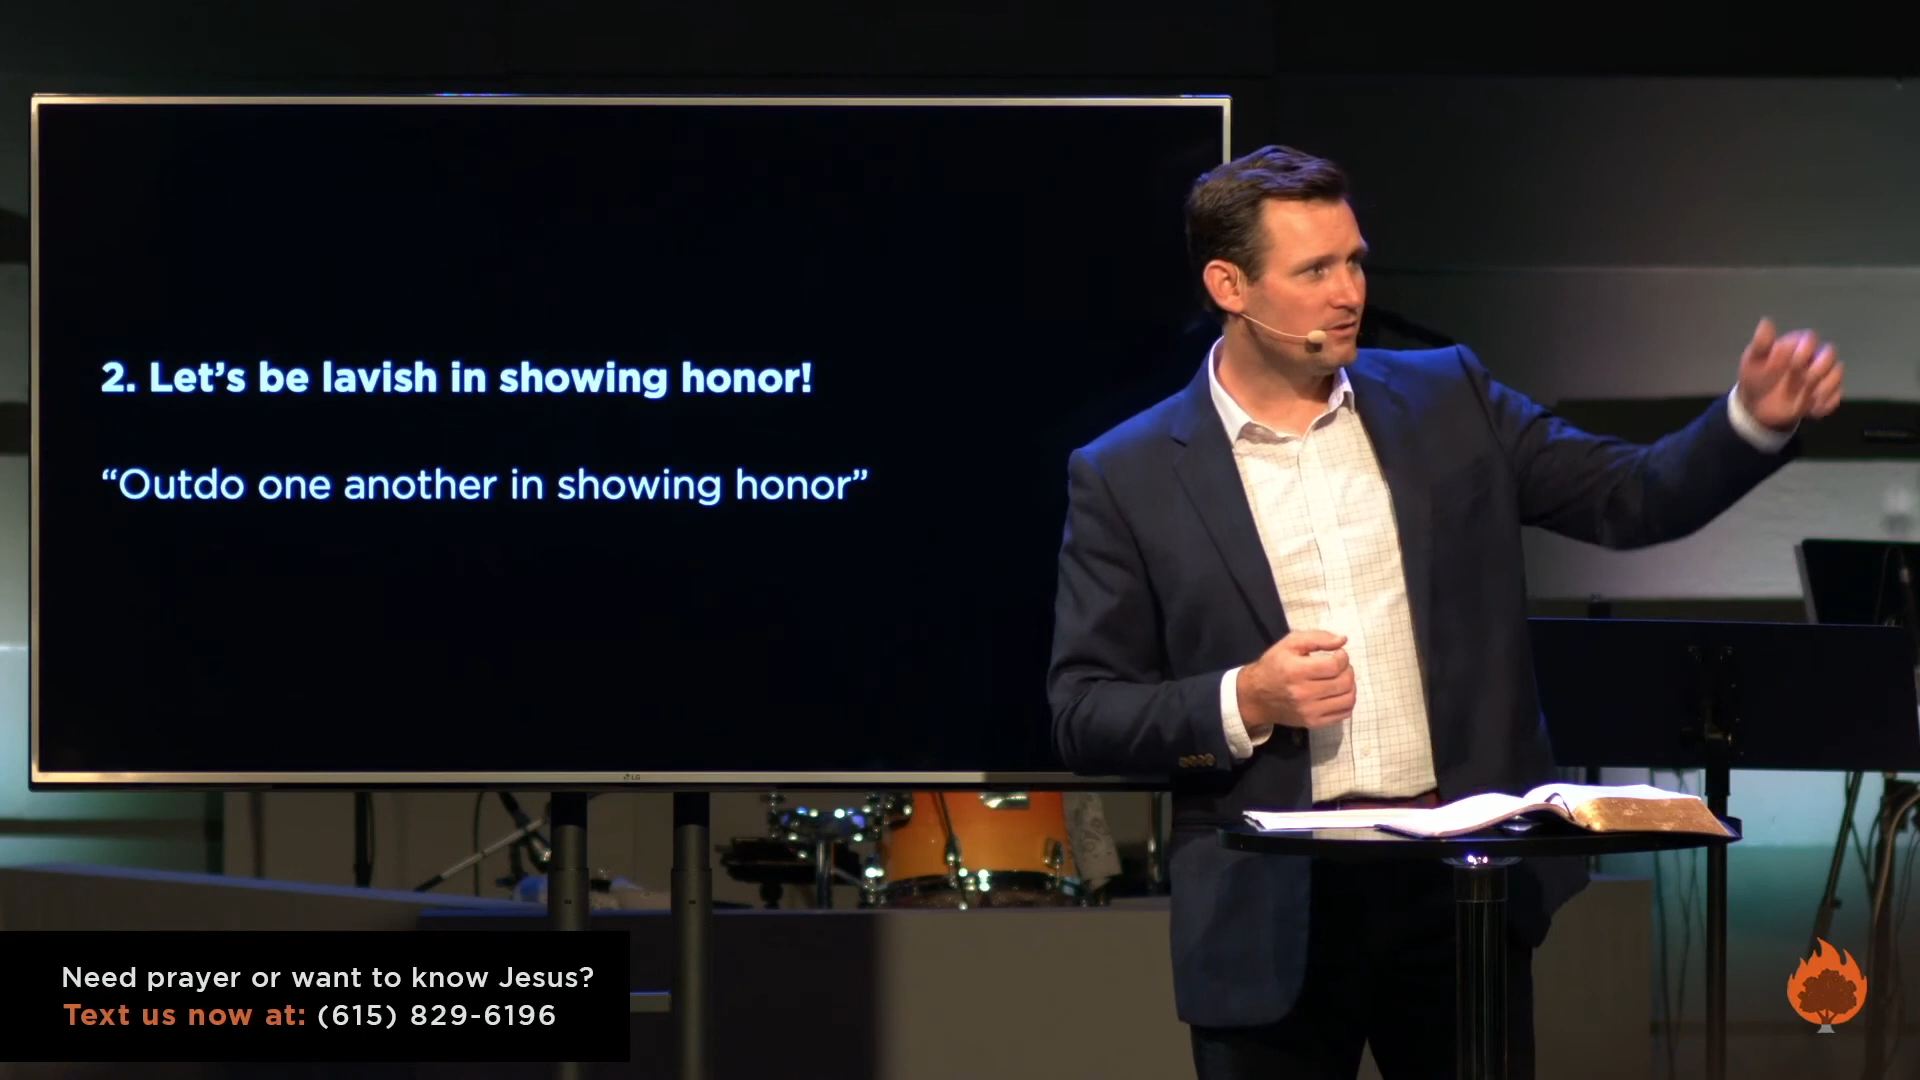 2. Let’s be lavish in showing honor!
“Outdo one another in showing honor”
LG
Need prayer or want to know Jesus?
Text us now at: (615) 829-6196